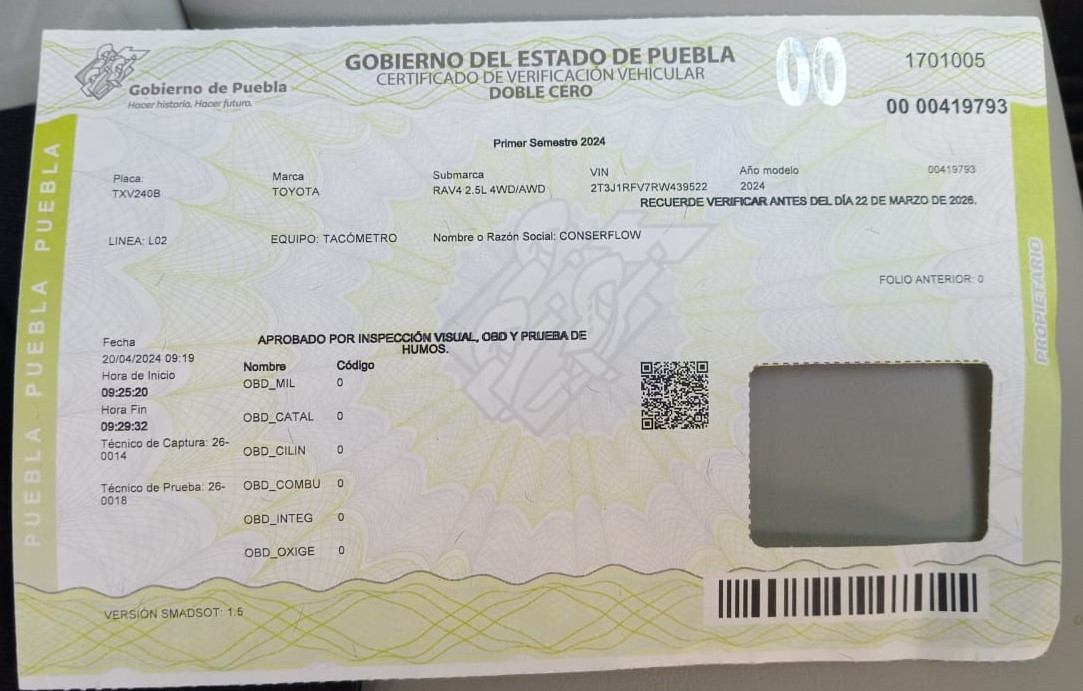 GOBIERNO DEL ESTADO DE PUEBLA
CERTIFICADO DE VERIFICACIÓN VEHICULAR
DOBLE CERO
Gobierno de Puebla
Hacer historia. Hacer futuro.
00
1701005
00 00419793
Primer Semestre 2024
Placa: Marca Submarca VIN Año modelo 00419793
TXV240B TOYOTA RAV4 2.5L 4WD/AWD 2T3J1RFV7RW439522 2024
RECUERDE VERIFICAR ANTES DEL DÍA 22 DE MARZO DE 2026.
LINEA: L02 EQUIPO: TACÓMETRO Nombre o Razón Social: CONSERFLOW
FOLIO ANTERIOR: 0
APROBADO POR INSPECCIÓN VISUAL, OBD Y PRUEBA DE
HUMOS.
Fecha
20/04/2024 09:19
Hora de Inicio
09:25:20
Hora Fin
09:29:32
Técnico de Captura: 26-
0014
Técnico de Prueba: 26-
0018
Nombre Código
OBD_MIL 0
OBD_CATAL 0
OBD_CILIN 0
OBD_COMBU 0
OBD_INTEG 0
OBD_OXIGE 0
VERSIÓN SMADSOT: 1.5
PUEBLA PUEBLA PUEBLA PUEBLA
PROPIETARIO